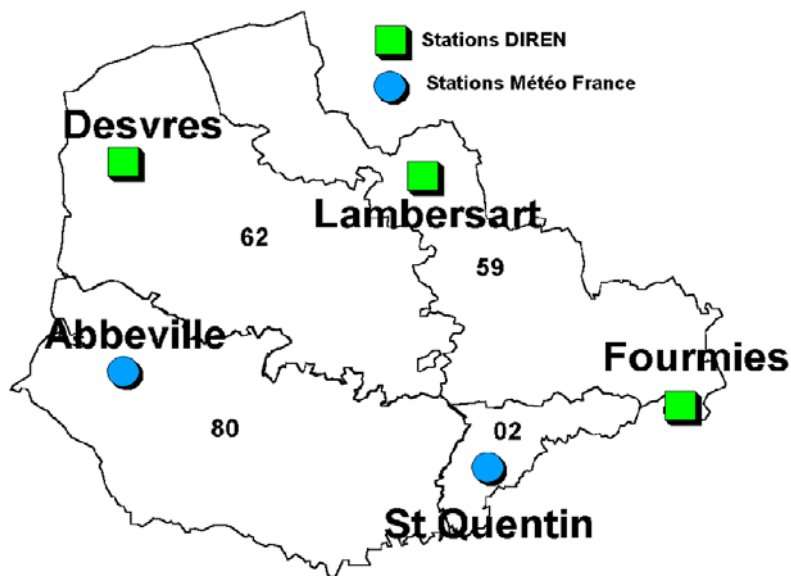 Stations DIREN
Stations Météo France
Desvres
Lambersart
62
59
Abbeville
Fourmies
80
02
St Quentin